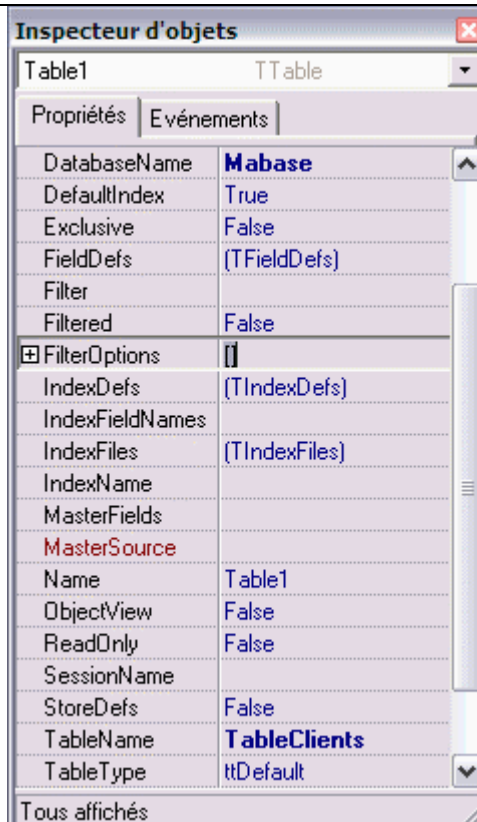 Inspecteur d'objets
Table1 TTable
Propriétés Evénements
DatabaseName Mabase
DefaultIndex True
Exclusive False
FieldDefs (TFieldDefs)
Filter
Filtered False
FilterOptions []
IndexDefs (TIndexDefs)
IndexFieldNames
IndexFiles (TIndexFiles)
IndexName
MasterFields
MasterSource
Name Table1
ObjectView False
ReadOnly False
SessionName
StoreDefs False
TableName TableClients
TableType ttDefault
Tous affichés